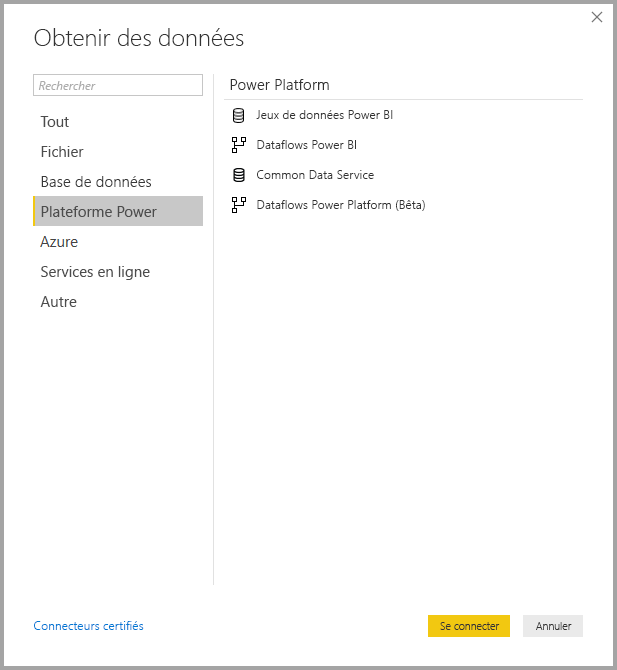 Obtenir des données
Rechercher
Tout
Fichier
Base de données
Plateforme Power
Azure
Services en ligne
Autre
Power Platform
Jeux de données Power BI
Dataflows Power BI
Common Data Service
Dataflows Power Platform (Bêta)
Connecteurs certifiés
Se connecter
Annuler